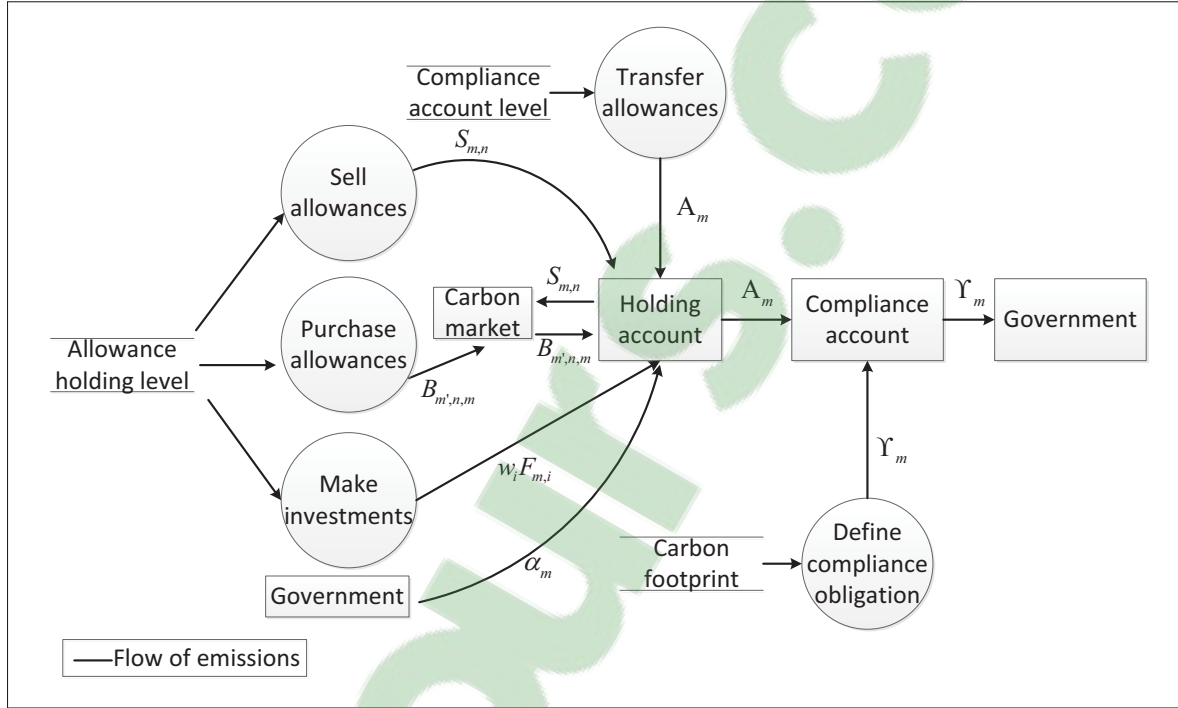 Compliance
account level
Transfer
allowances
S_{m,n}
Sell
allowances
A_m
S_{m,n}
Carbon
market
Holding
account
A_m
Compliance
account
ϒ_m
Government
Purchase
allowances
B_{m',n,m}
Allowance
holding level
B_{m',n,m}
ϒ_m
w_iF_{m,i}
Make
investments
Carbon
footprint
Define
compliance
obligation
α_m
Government
Flow of emissions